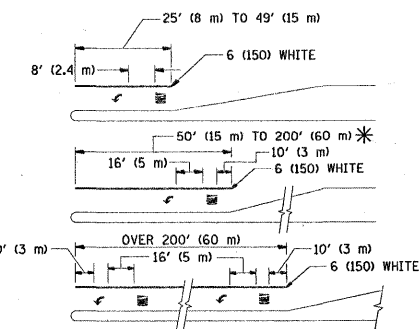 25' (8 m) TO 49' (15 m)
8' (2.4 m)
6 (150) WHITE
50' (15 m) TO 200' (60 m) ✳
16' (5 m)
10' (3 m)
6 (150) WHITE
OVER 200' (60 m)
0' (3 m)
16' (5 m)
10' (3 m)
6 (150) WHITE